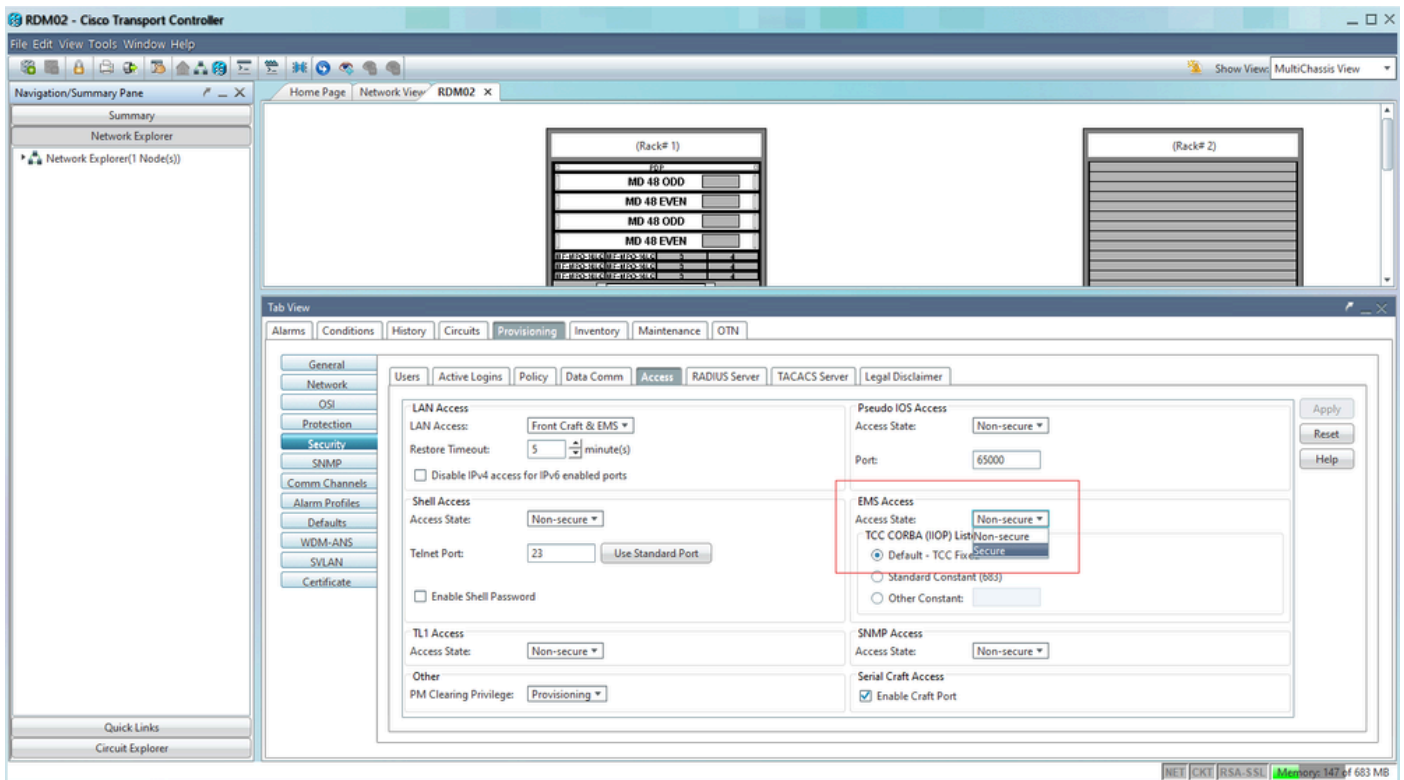 RDM02 - Cisco Transport Controller
File Edit View Tools Window Help
Show View: MultiChassis View
Navigation/Summary Pane
Home Page Network View RDM02
Summary
Network Explorer
Network Explorer(1 Node(s))
(Rack# 1)
PDP
MD 48 ODD
MD 48 EVEN
MD 48 ODD
MD 48 EVEN
(Rack# 2)
Tab View
Alarms Conditions History Circuits Provisioning Inventory Maintenance OTN
General
Network
OSI
Protection
Security
SNMP
Comm Channels
Alarm Profiles
Defaults
WDM-ANS
SVLAN
Certificate
Users Active Logins Policy Data Comm Access RADIUS Server TACACS Server Legal Disclaimer
LAN Access
LAN Access: Front Craft & EMS
Restore Timeout: 5 minute(s)
Disable IPv4 access for IPv6 enabled ports
Pseudo IOS Access
Access State: Non-secure
Port: 65000
Apply
Reset
Help
Shell Access
Access State: Non-secure
Telnet Port: 23 Use Standard Port
Enable Shell Password
EMS Access
Access State: Non-secure
Non-secure
Secure
TCC CORBA (IIOP) List
Default - TCC Fixe
Standard Constant (683)
Other Constant:
TL1 Access
Access State: Non-secure
SNMP Access
Access State: Non-secure
Other
PM Clearing Privilege: Provisioning
Serial Craft Access
Enable Craft Port
Quick Links
Circuit Explorer
NET CKT RSA-SSL Memory: 147 of 683 MB